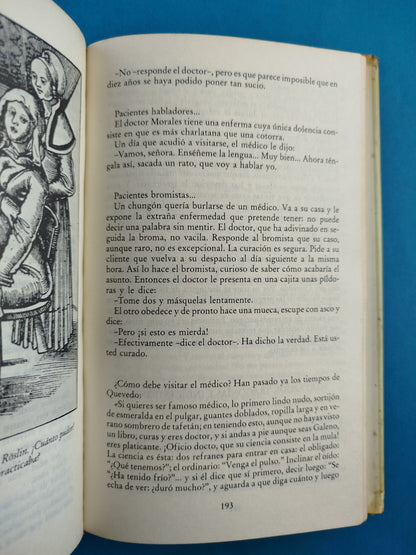 –No –responde el doctor–, pero es que parece imposible que en
diez años se haya podido poner tan sucio.
Pacientes habladores...
El doctor Morales tiene una enferma cuya única dolencia con-
siste en que es más charlatana que una cotorra.
Un día que acudió a visitarse, el médico le dijo:
–Vamos, señora. Enséñeme la lengua... Muy bien... Ahora tén-
gala así, sacada un rato, que voy a hablar yo.
Pacientes bromistas...
Un chungón quería burlarse de un médico. Va a su casa y le
expone la extraña enfermedad que pretende tener: no puede
decir una palabra sin mentir. El doctor, que ha adivinado en se-
guida la broma, no vacila. Responde al bromista que su caso,
aunque raro, no es excepcional. La curación es segura. Pide a su
cliente que vuelva a su despacho al día siguiente a la misma
hora. Así lo hace el bromista, curioso de saber cómo acabaría el
asunto. Entonces el doctor le presenta en una cajita unas píldo-
ras y le dice:
–Tome dos y másquelas lentamente.
El otro obedece y de pronto hace una mueca, escupe con asco y
dice:
–Pero ¡si esto es mierda!
–Efectivamente –dice el doctor–. Ha dicho la verdad. Está us-
ted curado.
¿Cómo debe visitar el médico? Han pasado ya los tiempos de
Quevedo:
«Si quieres ser famoso médico, lo primero lindo nudo, sortijón
de esmeralda en el pulgar, guantes doblados, ropilla larga y en ve-
rano sombrero de tafetán; en teniendo esto, aunque no hayas visto
un libro, curas y eres doctor, y si andas a pie aunque seas Galeno,
eres platicante. ¡Oficio docto, que su ciencia consiste en la mula!
La ciencia es ésta: dos refranes para entrar en casa: el obligado:
"¿Qué tenemos?"; el ordinario: "Venga el pulso." Inclinar el oído:
"¿Ha tenido frío?"... y si él dice que sí primero, decir luego: "Se
echa de ver: ¿duró mucho?", y aguarda a que diga cuánto y luego
193
Röslin. ¿Cuánto
practicaba?